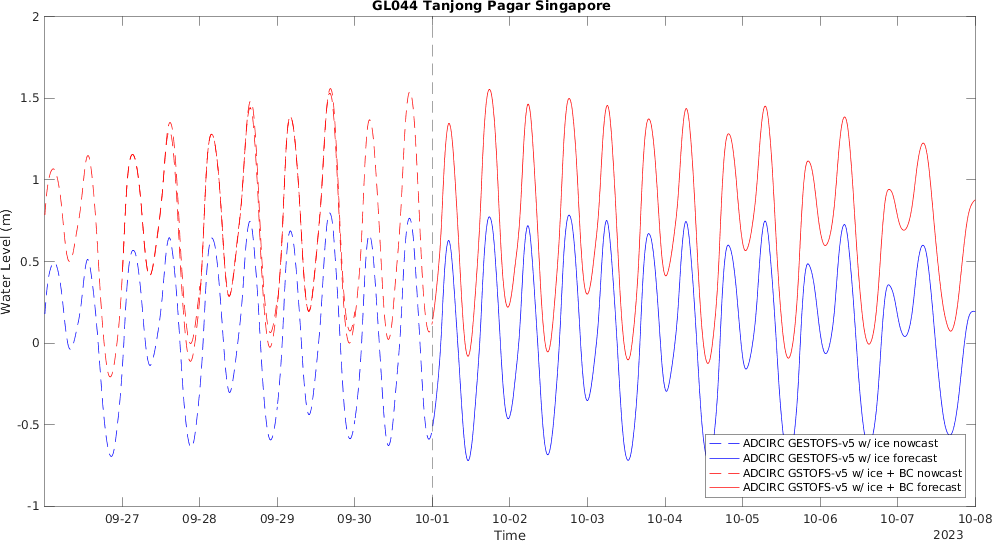 GL044 Tanjong Pagar Singapore
2
1.5
1
0.5
0
-0.5
-1
Water Level (m)
09-27 09-28 09-29 09-30 10-01 10-02 10-03 10-04 10-05 10-06 10-07 10-08
Time
2023
ADCIRC GESTOFS-v5 w/ ice nowcast
ADCIRC GESTOFS-v5 w/ ice forecast
ADCIRC GSTOFS-v5 w/ ice + BC nowcast
ADCIRC GSTOFS-v5 w/ ice + BC forecast